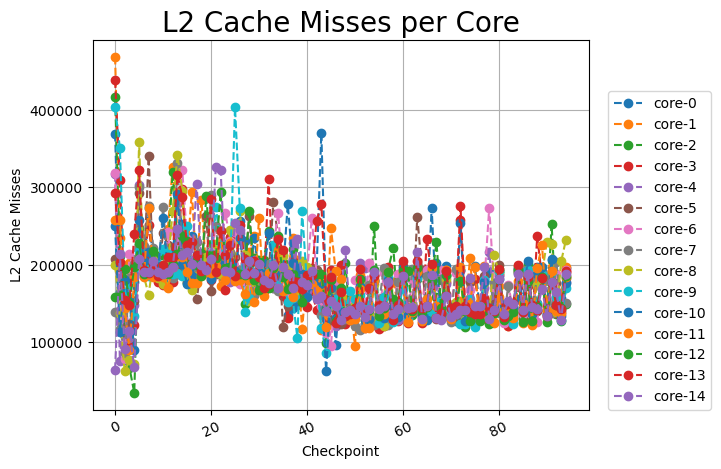 L2 Cache Misses per Core
L2 Cache Misses
400000
300000
200000
100000
0
20
40
60
80
Checkpoint
core-0
core-1
core-2
core-3
core-4
core-5
core-6
core-7
core-8
core-9
core-10
core-11
core-12
core-13
core-14